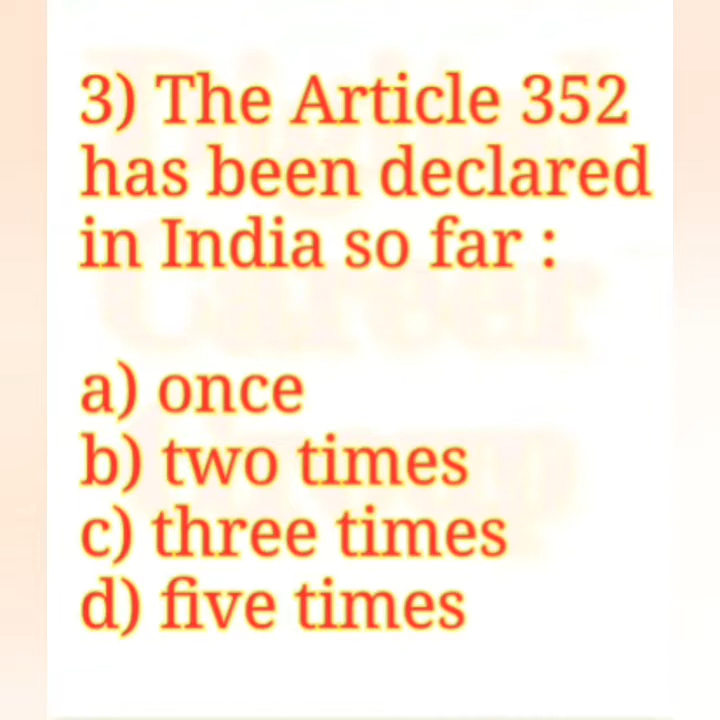 3) The Article 352
has been declared
in India so far :
a) once
b) two times
c) three times
d) five times